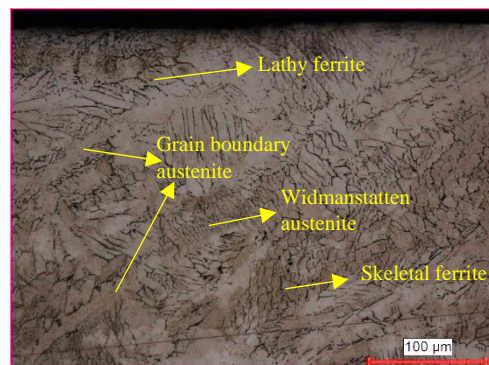 Lathy ferrite
Grain boundary
austenite
Widmanstatten
austenite
Skeletal ferrite
100 µm